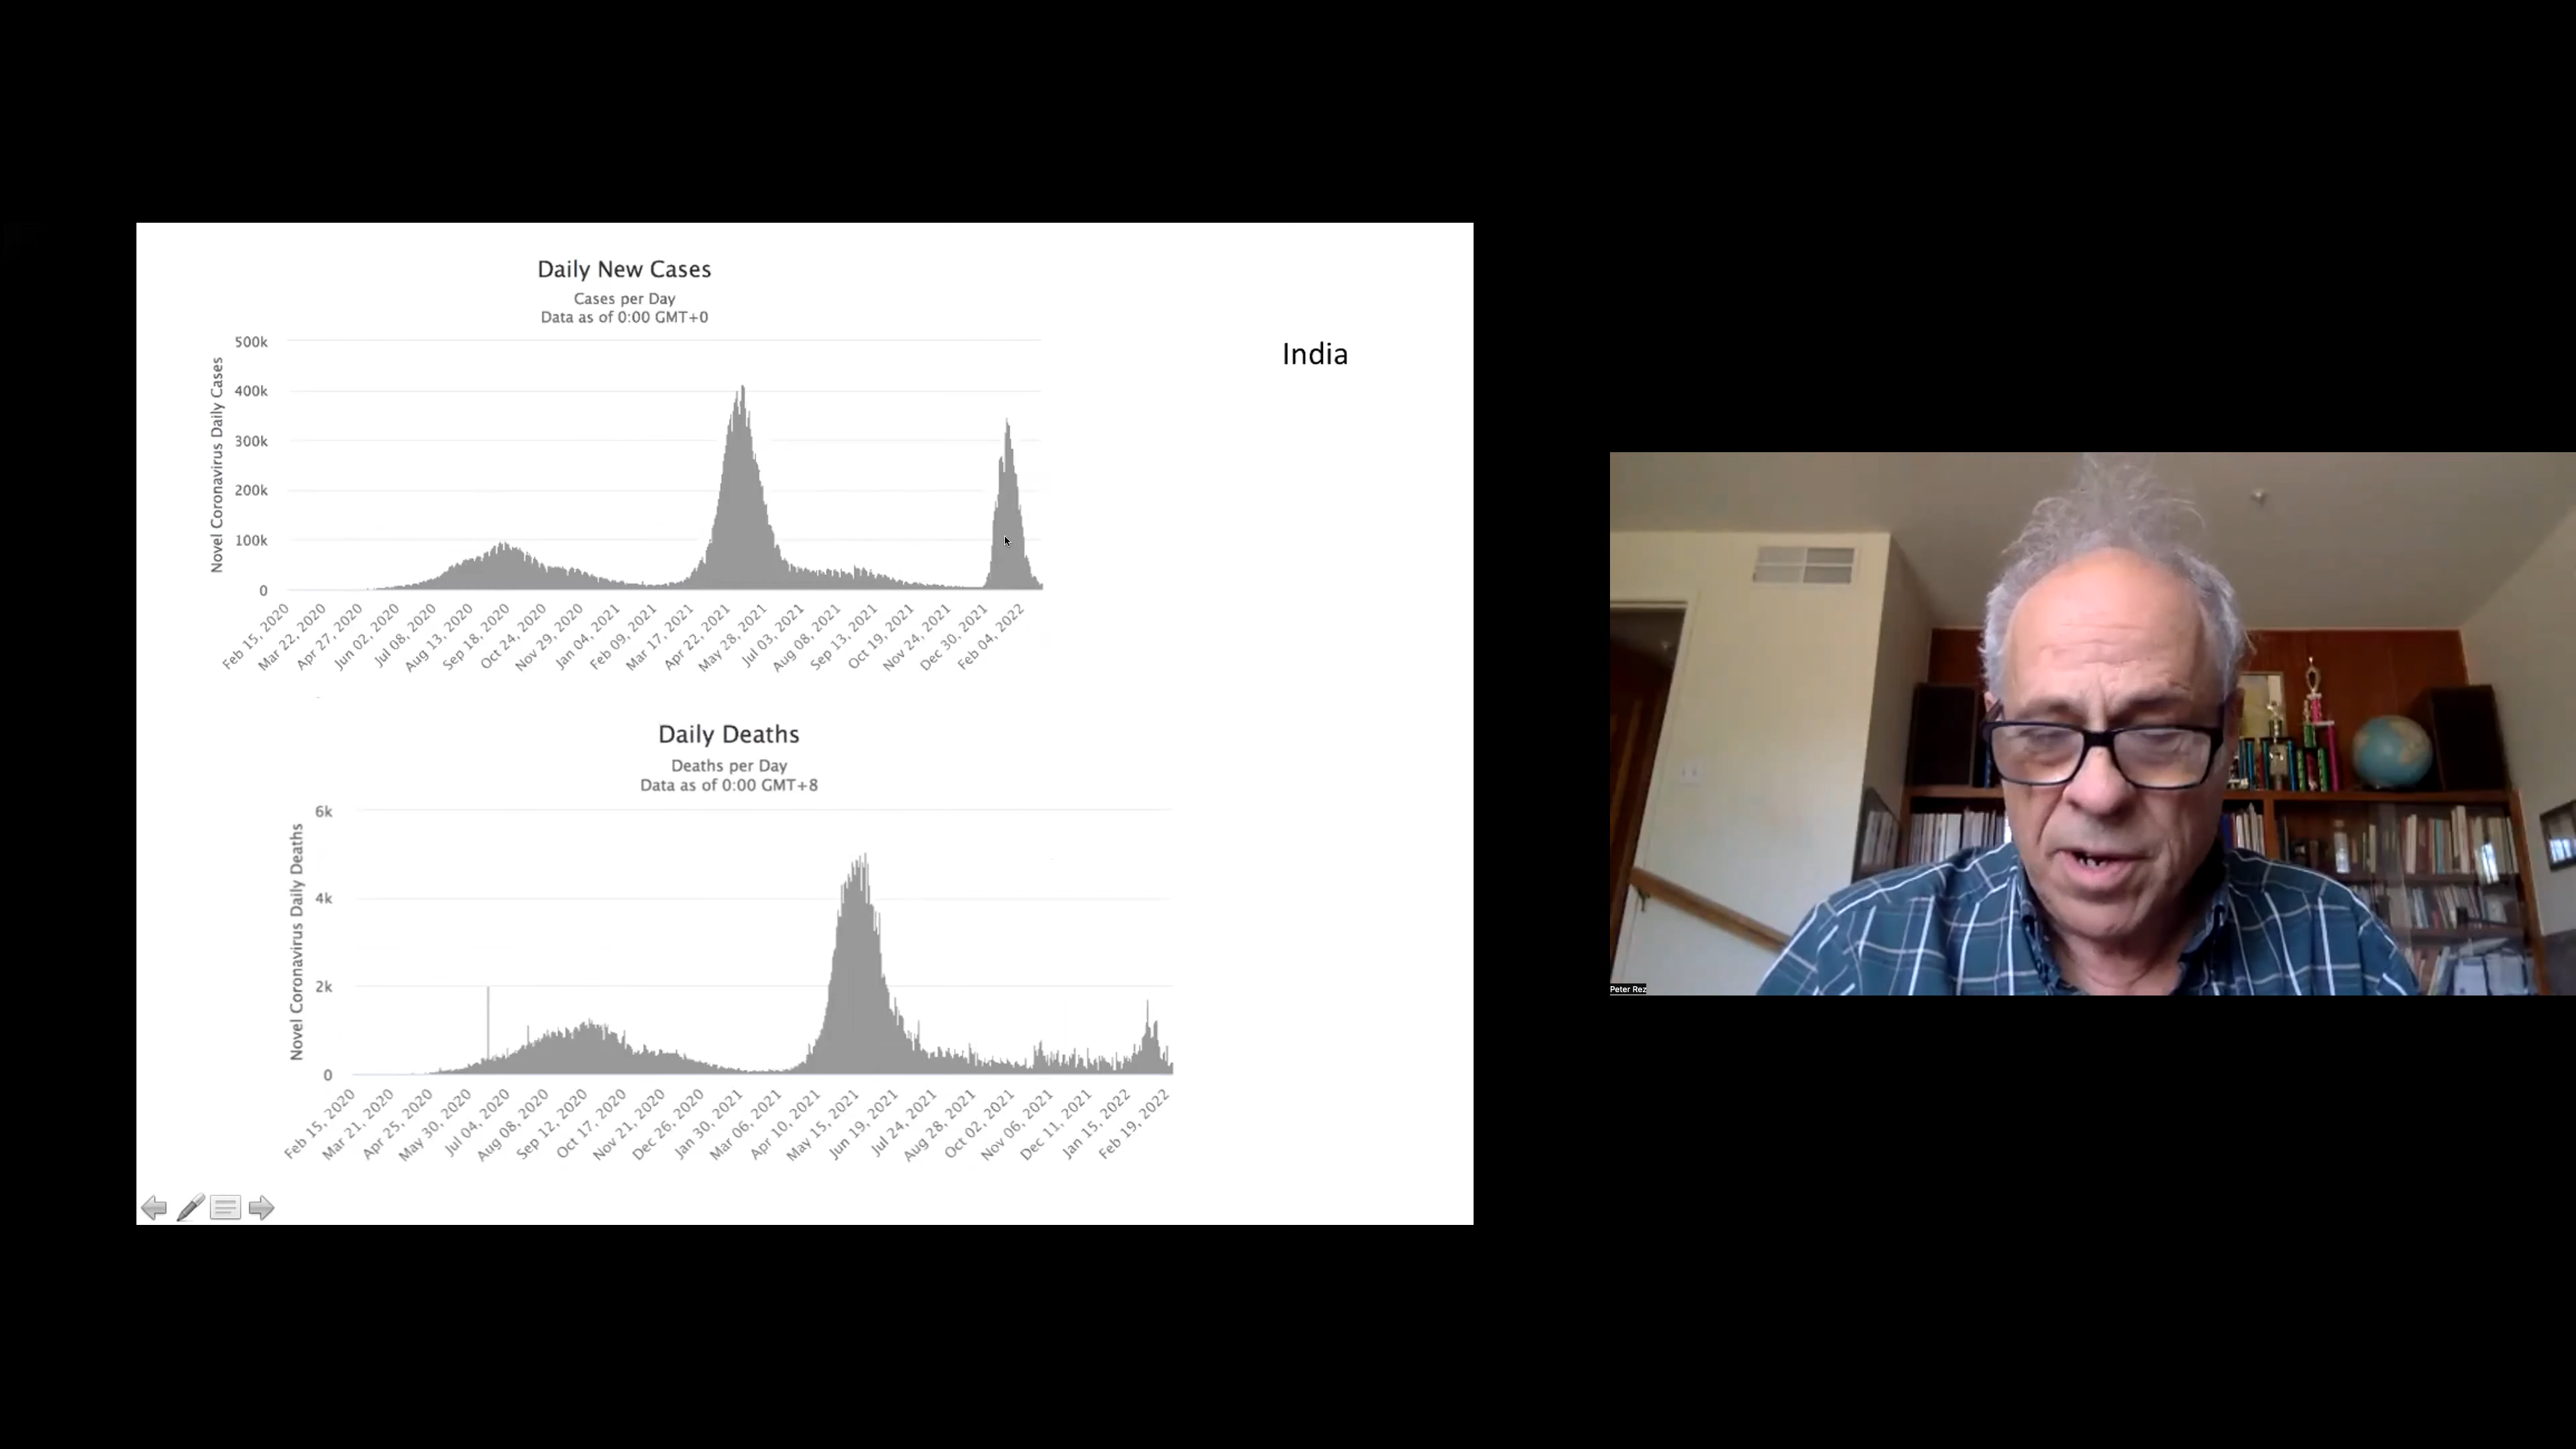 Daily New Cases
Cases per Day
Data as of 0:00 GMT+0
Novel Coronavirus Daily Cases
500k
400k
300k
200k
100k
0
Feb 15, 2020
Mar 22, 2020
Apr 27, 2020
Jun 02, 2020
Jul 08, 2020
Aug 13, 2020
Sep 18, 2020
Oct 24, 2020
Nov 29, 2020
Jan 04, 2021
Feb 09, 2021
Mar 17, 2021
Apr 22, 2021
May 28, 2021
Jul 03, 2021
Aug 08, 2021
Sep 13, 2021
Oct 19, 2021
Nov 24, 2021
Dec 30, 2021
Feb 04, 2022
India
Daily Deaths
Deaths per Day
Data as of 0:00 GMT+8
Novel Coronavirus Daily Deaths
6k
4k
2k
0
Feb 15, 2020
Mar 21, 2020
Apr 25, 2020
May 30, 2020
Jul 04, 2020
Aug 08, 2020
Sep 12, 2020
Oct 17, 2020
Nov 21, 2020
Dec 26, 2020
Jan 30, 2021
Mar 06, 2021
Apr 10, 2021
May 15, 2021
Jun 19, 2021
Jul 24, 2021
Aug 28, 2021
Oct 02, 2021
Nov 06, 2021
Dec 11, 2021
Jan 15, 2022
Feb 19, 2022
Peter Rez